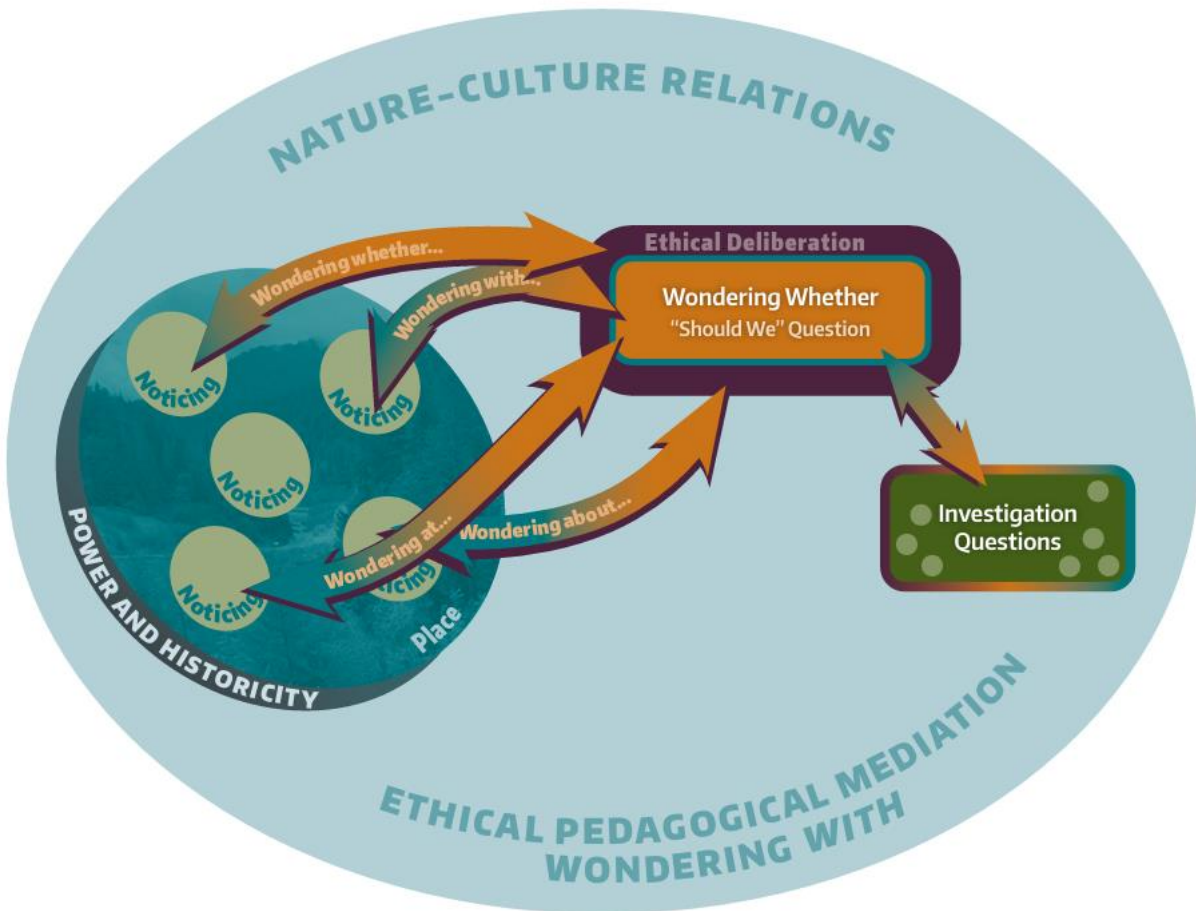 NATURE-CULTURE RELATIONS
Ethical Deliberation
Wondering Whether
“Should We” Question
Wondering whether...
Wondering with...
Noticing
Noticing
Noticing
Wondering at...
Wondering about...
Noticing
ticing
Place
POWER AND HISTORICITY
Investigation
Questions
ETHICAL PEDAGOGICAL MEDIATION
WONDERING WITH